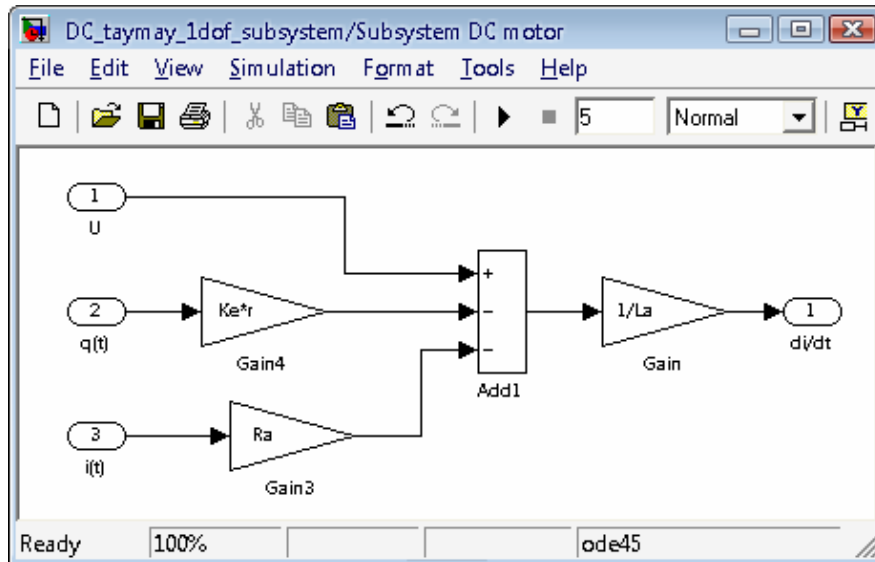 DC_taymay_1dof_subsystem/Subsystem DC motor
File Edit View Simulation Format Tools Help
5 Normal
1
U
2
q(t)
Ke*r
Gain4
3
i(t)
Ra
Gain3
+
−
−
Add1
1/La
Gain
1
di/dt
Ready 100% ode45